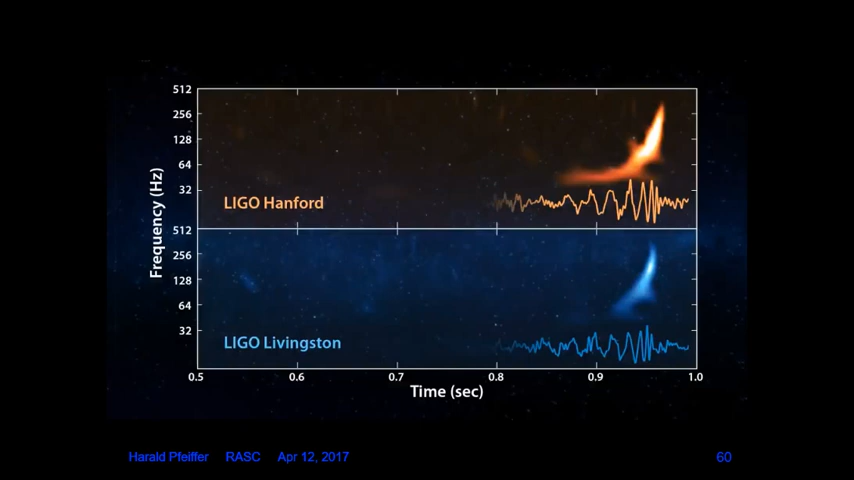 512
256
128
64
32
LIGO Hanford
512
256
128
64
32
LIGO Livingston
Frequency (Hz)
0.5 0.6 0.7 0.8 0.9 1.0
Time (sec)
Harald Pfeiffer RASC Apr 12, 2017 60